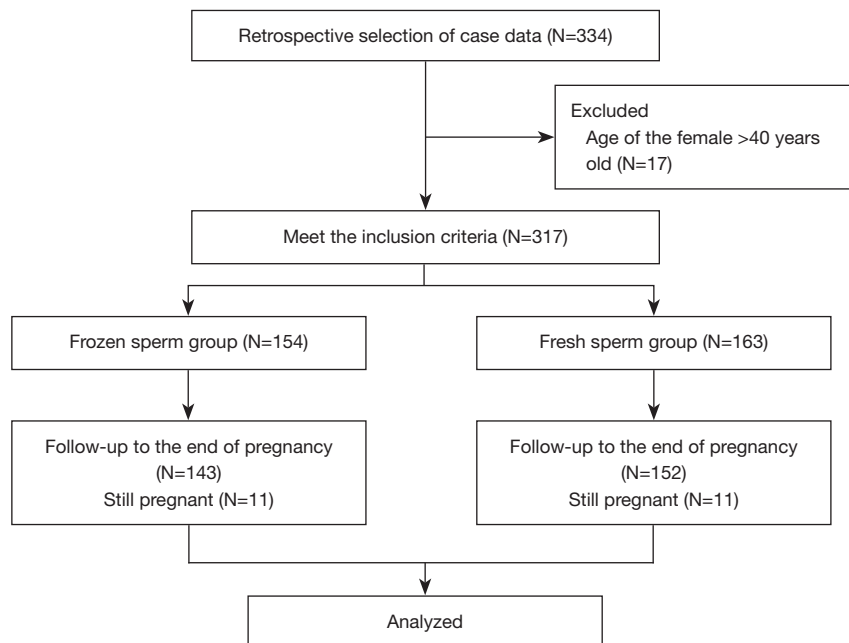 Retrospective selection of case data (N=334)
Excluded
Age of the female >40 years
old (N=17)
Meet the inclusion criteria (N=317)
Frozen sperm group (N=154)
Fresh sperm group (N=163)
Follow-up to the end of pregnancy
(N=143)
Still pregnant (N=11)
Follow-up to the end of pregnancy
(N=152)
Still pregnant (N=11)
Analyzed